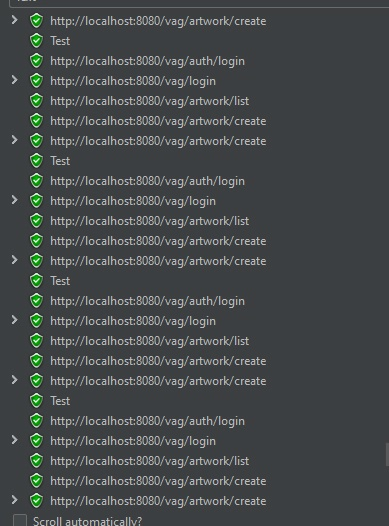 http://localhost:8080/vag/artwork/create
Test
http://localhost:8080/vag/auth/login
http://localhost:8080/vag/login
http://localhost:8080/vag/artwork/list
http://localhost:8080/vag/artwork/create
http://localhost:8080/vag/artwork/create
Test
http://localhost:8080/vag/auth/login
http://localhost:8080/vag/login
http://localhost:8080/vag/artwork/list
http://localhost:8080/vag/artwork/create
http://localhost:8080/vag/artwork/create
Test
http://localhost:8080/vag/auth/login
http://localhost:8080/vag/login
http://localhost:8080/vag/artwork/list
http://localhost:8080/vag/artwork/create
http://localhost:8080/vag/artwork/create
Test
http://localhost:8080/vag/auth/login
http://localhost:8080/vag/login
http://localhost:8080/vag/artwork/list
http://localhost:8080/vag/artwork/create
http://localhost:8080/vag/artwork/create
Scroll automatically?